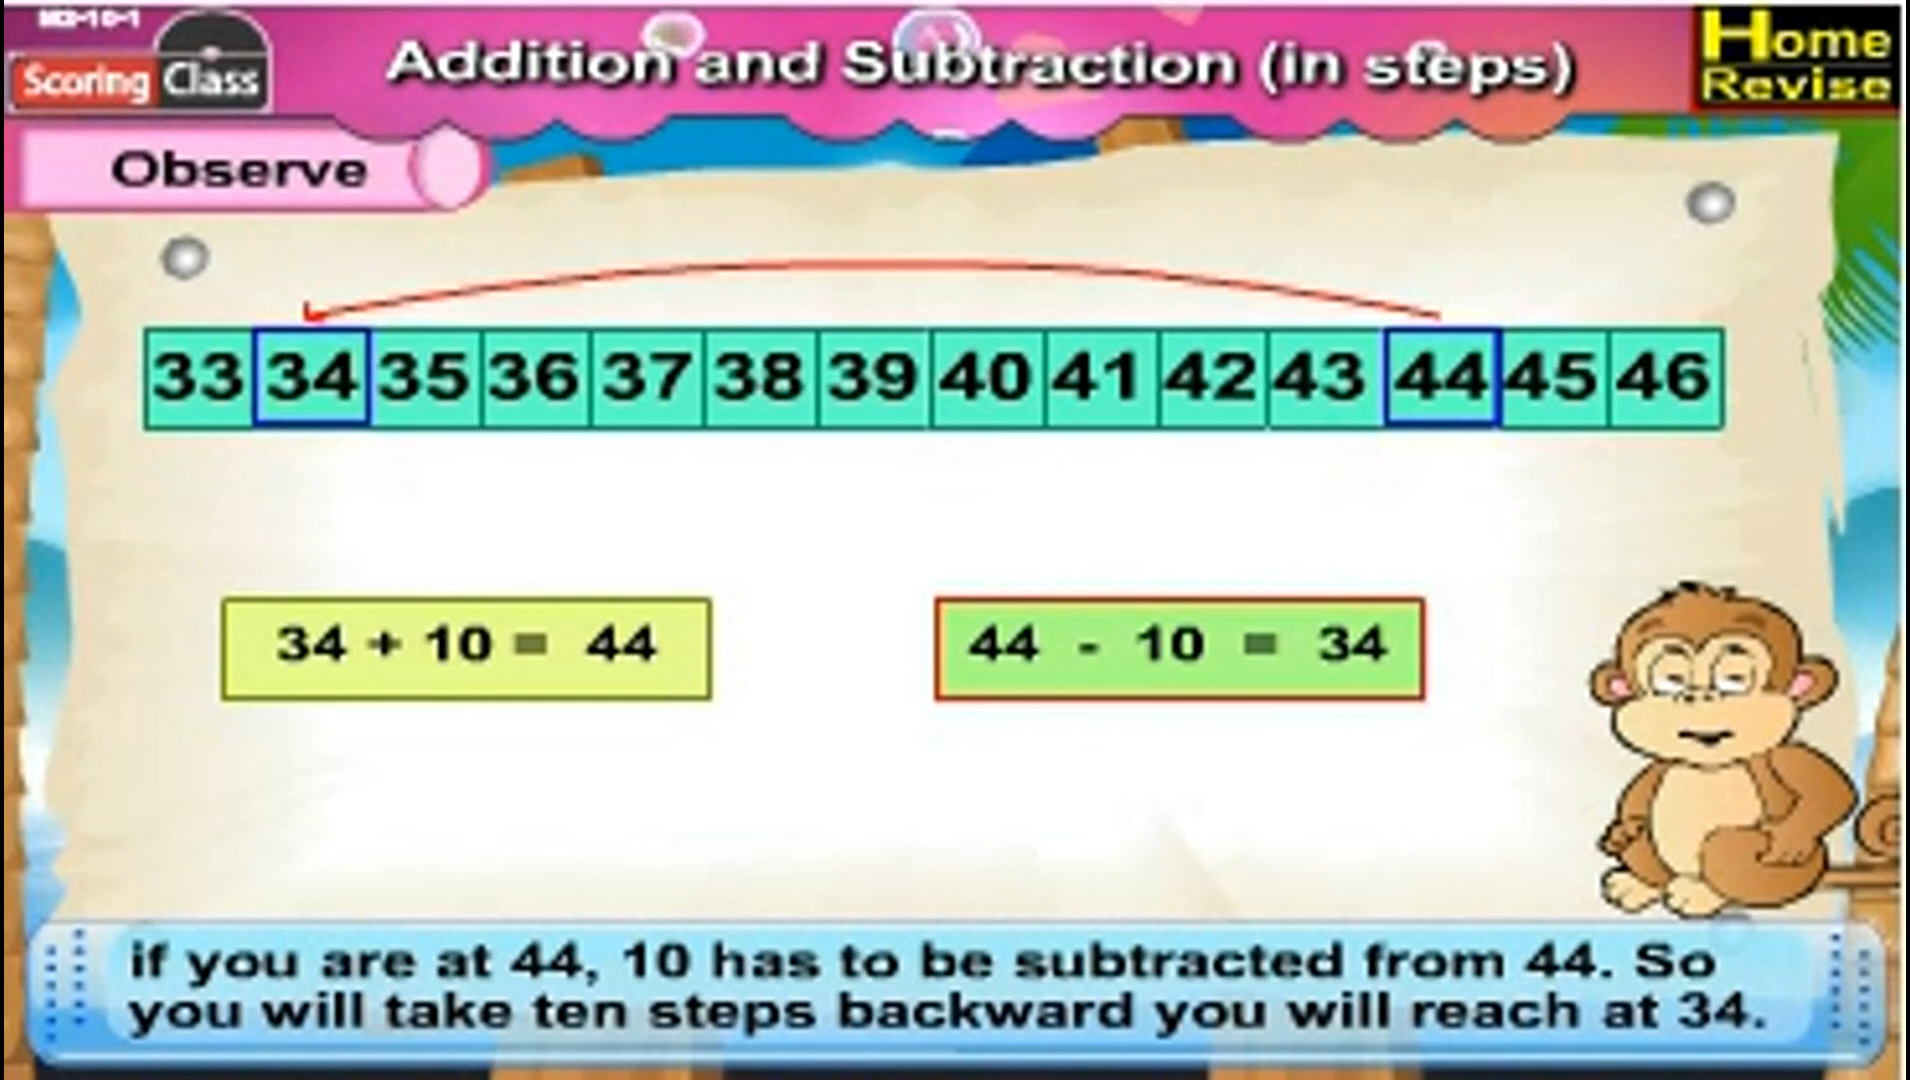 Scoring Class
Addition and Subtraction (in steps)
Home
Revise
Observe
33 34 35 36 37 38 39 40 41 42 43 44 45 46
34 + 10 = 44
44 - 10 = 34
if you are at 44, 10 has to be subtracted from 44. So
you will take ten steps backward you will reach at 34.